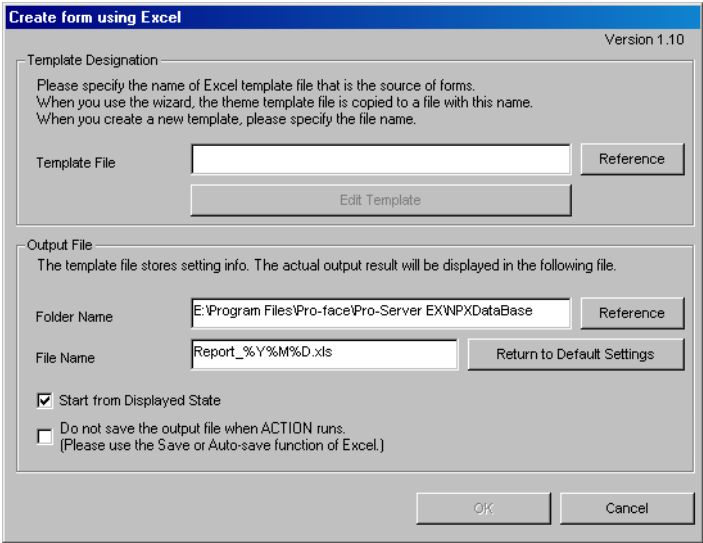 Create form using Excel
Version 1.10
Template Designation
Please specify the name of Excel template file that is the source of forms.
When you use the wizard, the theme template file is copied to a file with this name.
When you create a new template, please specify the file name.
Template File
Reference
Edit Template
Output File
The template file stores setting info. The actual output result will be displayed in the following file.
Folder Name
E:\Program Files\Pro-face\Pro-Server EX\NPXDataBase
Reference
File Name
Report_%Y%M%D.xls
Return to Default Settings
Start from Displayed State
Do not save the output file when ACTION runs.
(Please use the Save or Auto-save function of Excel.)
OK
Cancel